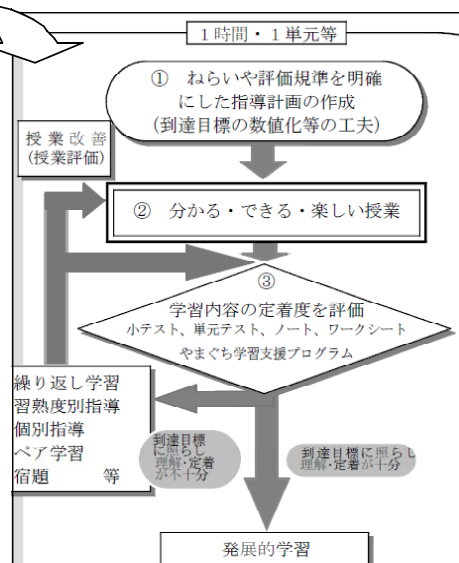 １時間・１単元等
① ねらいや評価規準を明確
にした指導計画の作成
(到達目標の数値化等の工夫)
授業改善
(授業評価)
② 分かる・できる・楽しい授業
③
学習内容の定着度を評価
小テスト、単元テスト、ノート、ワークシート
やまぐち学習支援プログラム
繰り返し学習
習熟度別指導
個別指導
ペア学習
宿題　　等
到達目標
に照らし
理解・定着
が不十分
到達目標に照らし
理解・定着が十分
発展的学習